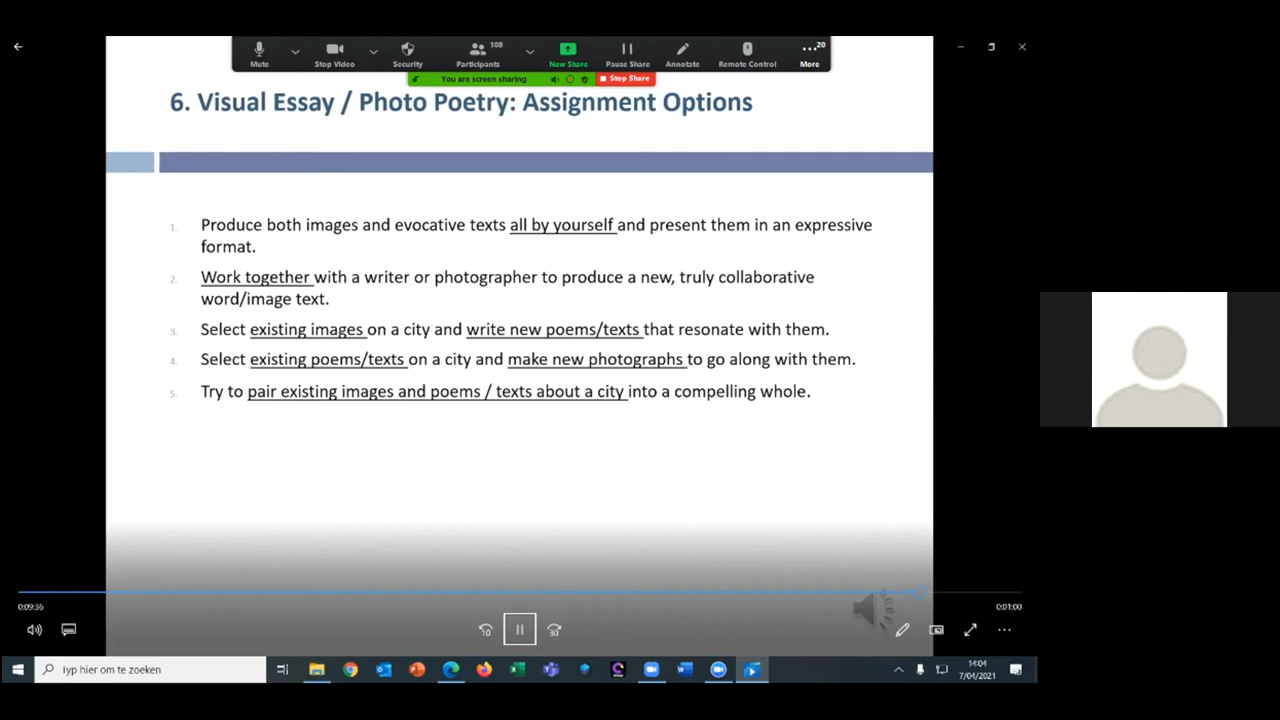 108
20
Mute
Stop Video
Security
Participants
New Share
Pause Share
Annotate
Remote Control
More
You are screen sharing
Stop Share
6. Visual Essay / Photo Poetry: Assignment Options
1. Produce both images and evocative texts all by yourself and present them in an expressive
format.
2. Work together with a writer or photographer to produce a new, truly collaborative
word/image text.
3. Select existing images on a city and write new poems/texts that resonate with them.
4. Select existing poems/texts on a city and make new photographs to go along with them.
5. Try to pair existing images and poems / texts about a city into a compelling whole.
0:09:36
0:01:00
10
30
Typ hier om te zoeken
14:04
7/04/2021